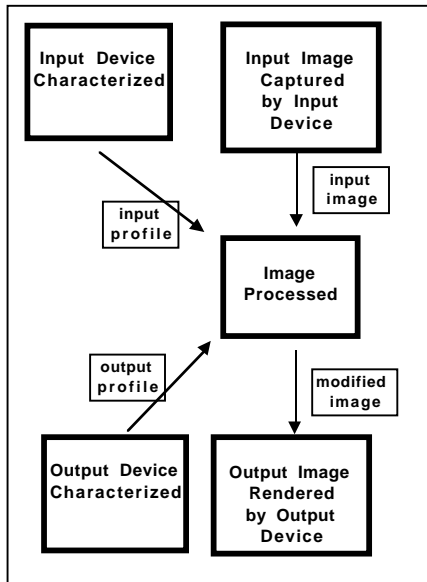 Input Device
Characterized
Input Image
Captured
by Input
Device
input
profile
input
image
Image
Processed
output
profile
modified
image
Output Device
Characterized
Output Image
Rendered
by Output
Device